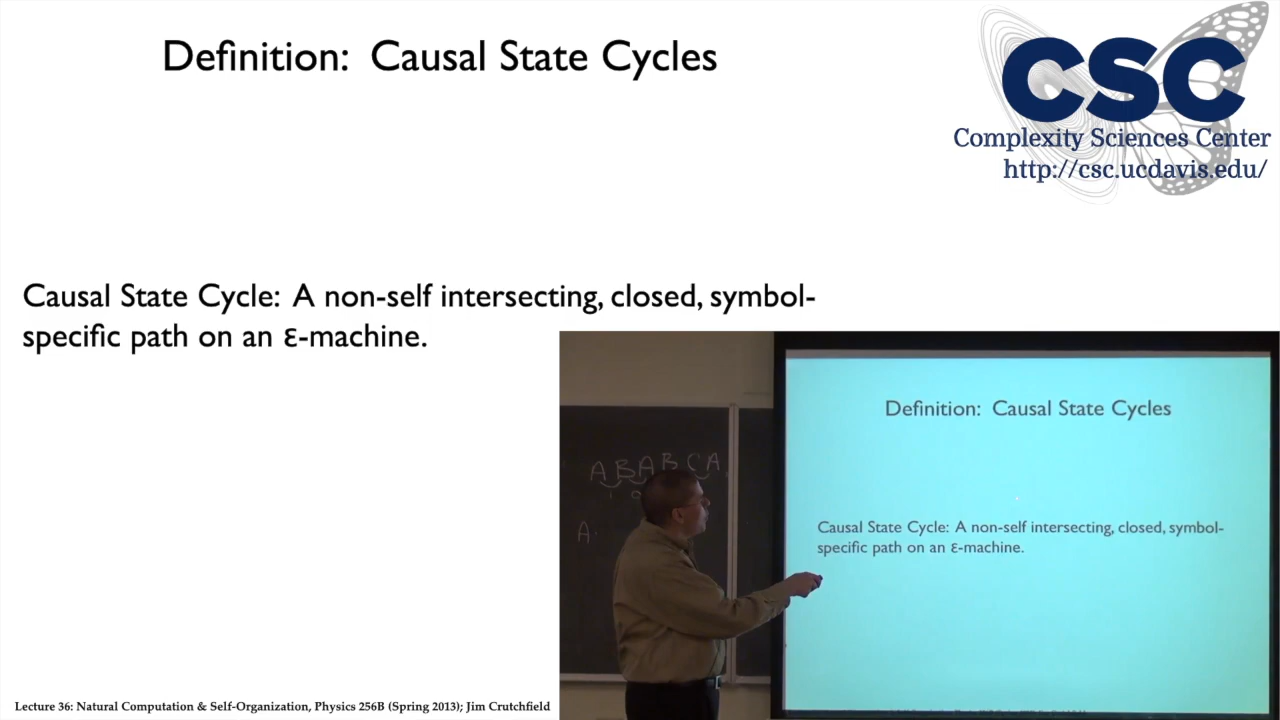 Definition: Causal State Cycles
CSC
Complexity Sciences Center
http://csc.ucdavis.edu/
Causal State Cycle: A non-self intersecting, closed, symbol-
specific path on an ε-machine.
ABABCA
A
Definition: Causal State Cycles
Causal State Cycle: A non-self intersecting, closed, symbol-
specific path on an ε-machine.
Lecture 36: Natural Computation & Self-Organization, Physics 256B (Spring 2013); Jim Crutchfield